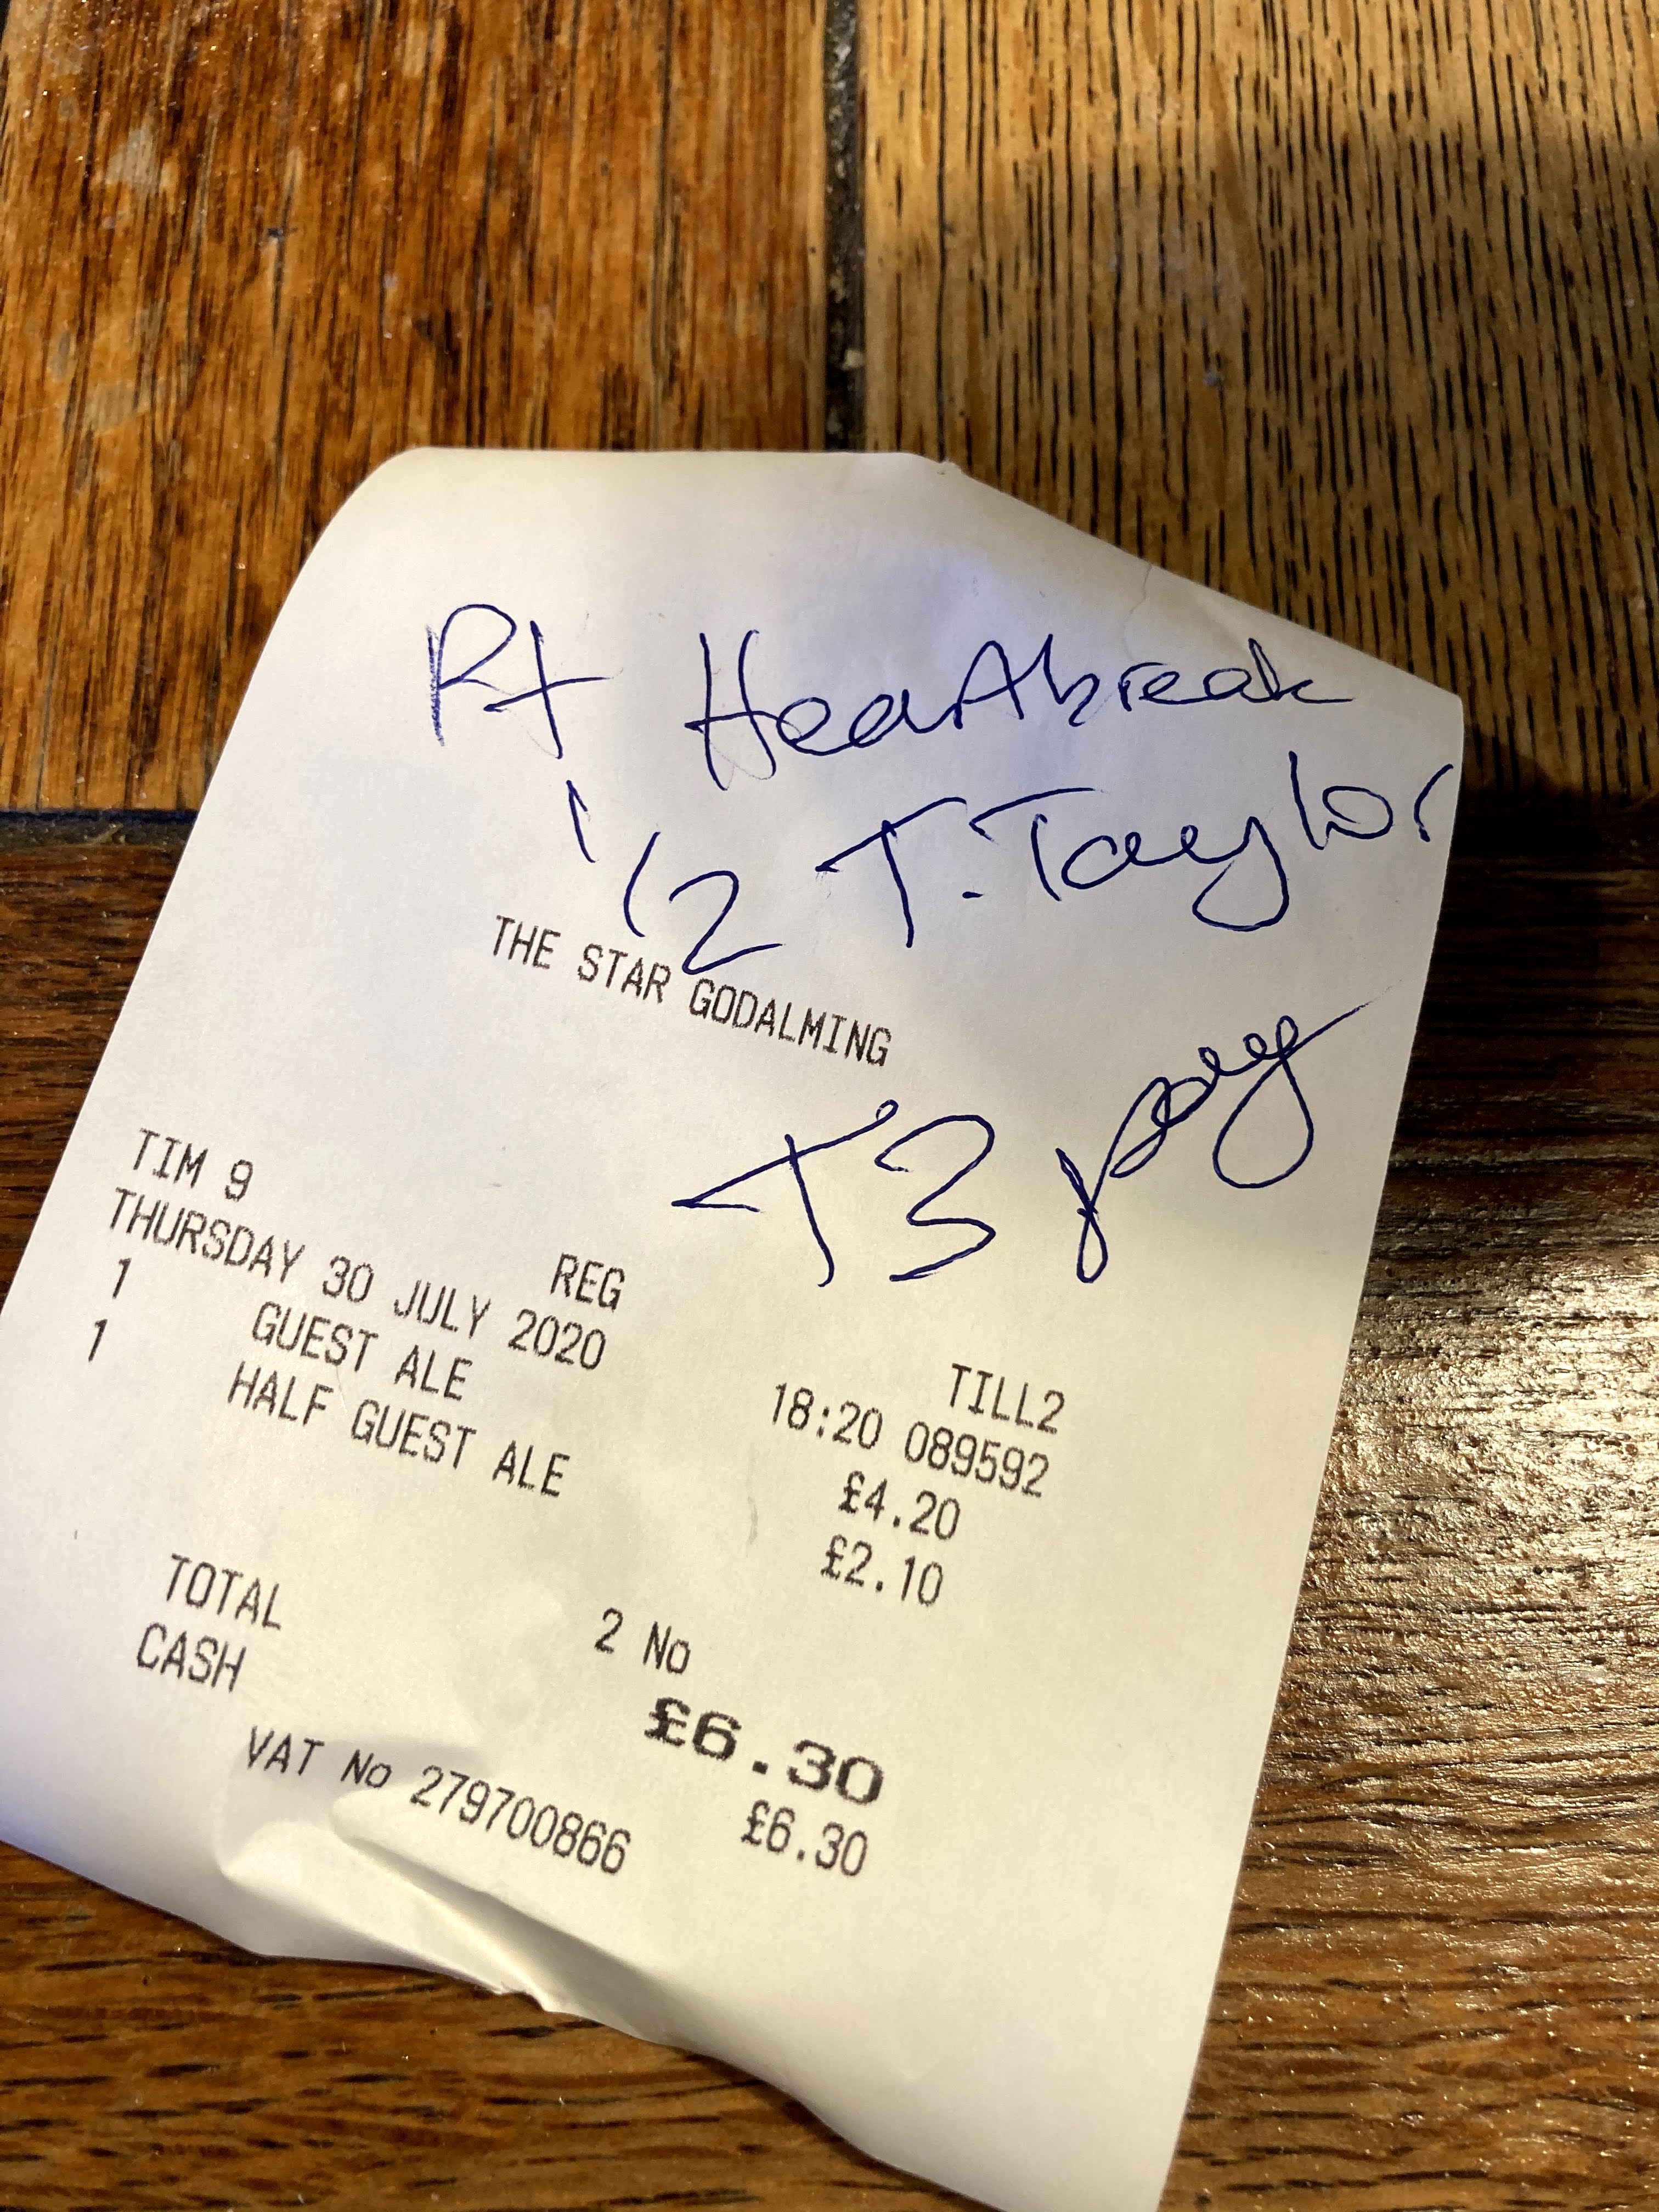 Pt Heartbreak
1/2 T.Taylor
THE STAR GODALMING
T3 pay
TIM 9
REG TILL2
THURSDAY 30 JULY 2020 18:20 089592
1 GUEST ALE £4.20
1 HALF GUEST ALE £2.10
2 No
TOTAL £6.30
CASH £6.30
VAT No 279700866